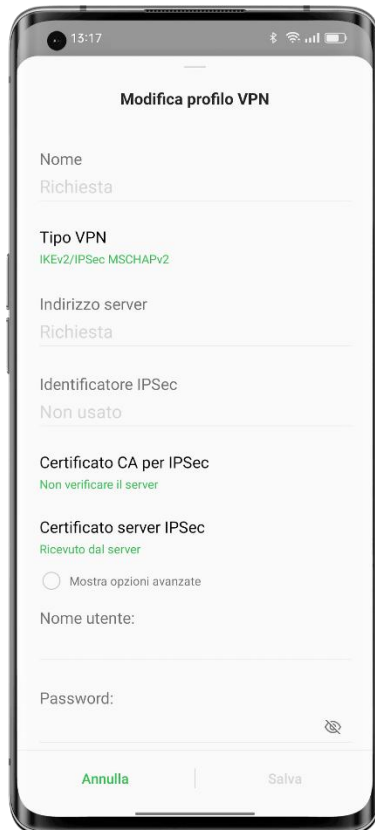 13:17
Modifica profilo VPN
Nome
Richiesta
Tipo VPN
IKEv2/IPSec MSCHAPv2
Indirizzo server
Richiesta
Identificatore IPSec
Non usato
Certificato CA per IPSec
Non verificare il server
Certificato server IPSec
Ricevuto dal server
Mostra opzioni avanzate
Nome utente:
Password:
Annulla
Salva